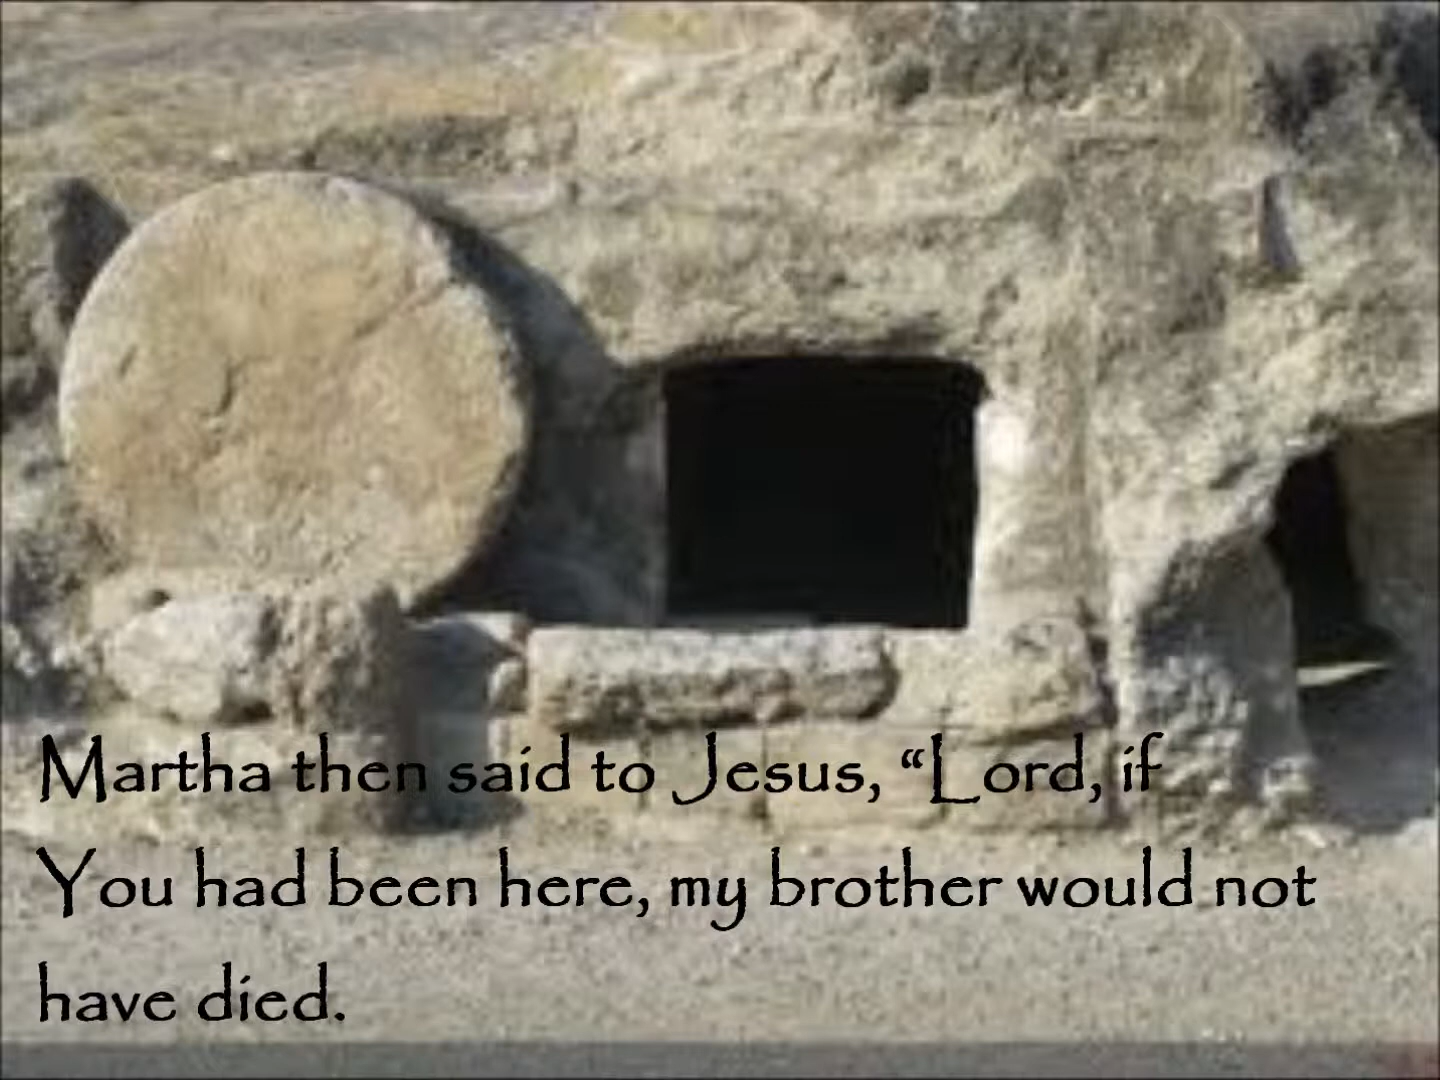 Martha then said to Jesus, “Lord, if
You had been here, my brother would not
have died.